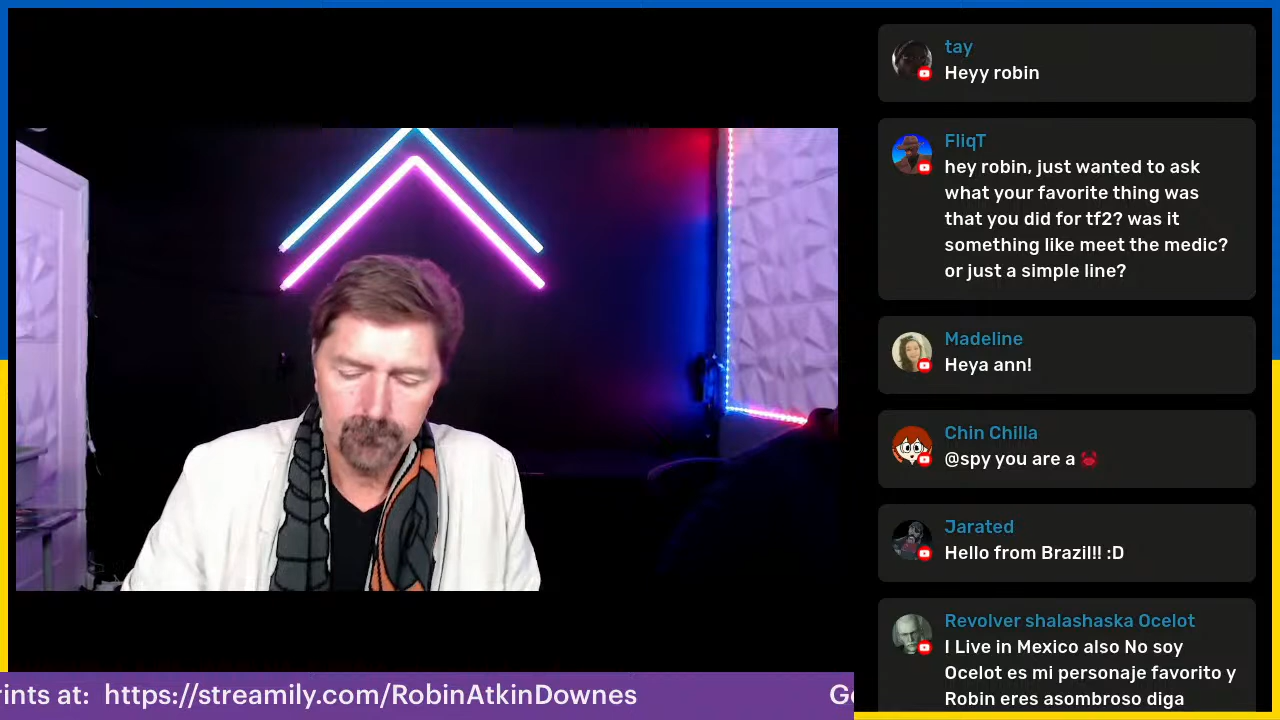 tay
Heyy robin
FliqT
hey robin, just wanted to ask
what your favorite thing was
that you did for tf2? was it
something like meet the medic?
or just a simple line?
Madeline
Heya ann!
Chin Chilla
@spy you are a 🦀
Jarated
Hello from Brazil!! :D
Revolver shalashaska Ocelot
I Live in Mexico also No soy
Ocelot es mi personaje favorito y
Robin eres asombroso diga
rints at: https://streamily.com/RobinAtkinDownes